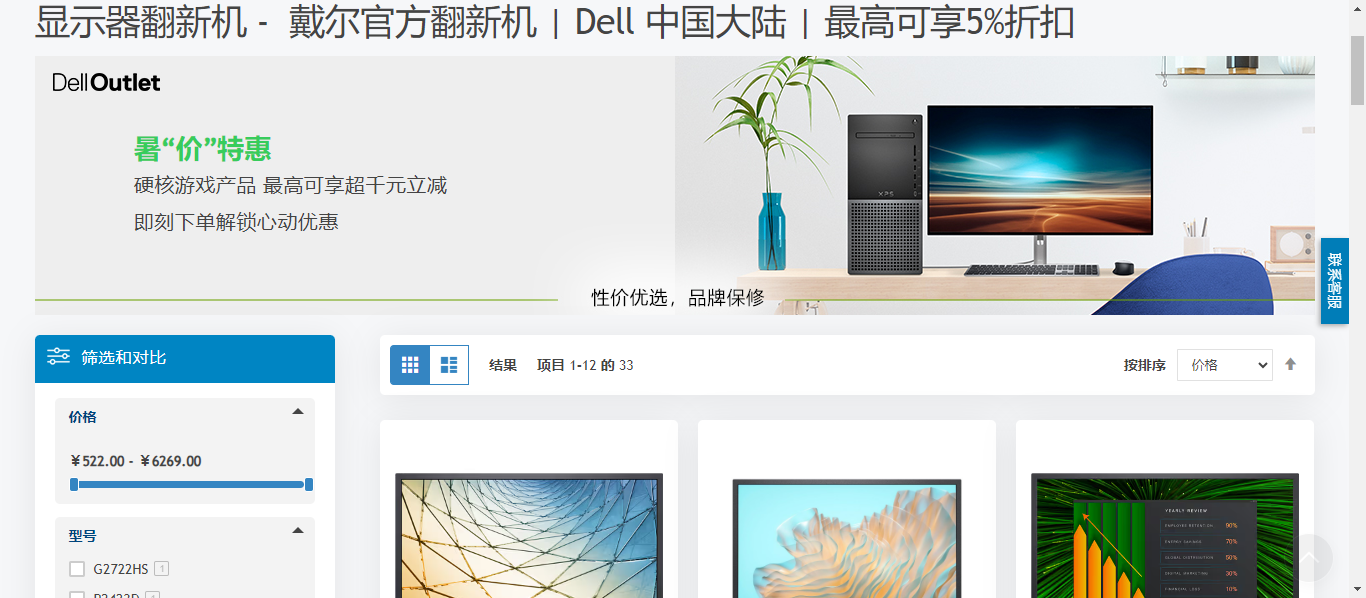 显示器翻新机 - 戴尔官方翻新机 | Dell 中国大陆 | 最高可享5%折扣
DellOutlet
暑“价”特惠
硬核游戏产品 最高可享超千元立减
即刻下单解锁心动优惠
XPS
性价优选，品牌保修
联系客服
筛选和对比
结果 项目 1-12 的 33
按排序 价格
价格
￥522.00 - ￥6269.00
型号
G2722HS 1
YEARLY REVIEW
EMPLOYEE RETENTION 90%
ENERGY SAVINGS 70%
GLOBAL DISTRIBUTION 50%
DIGITAL MARKETING 30%
FINANCIAL LOSS 10%